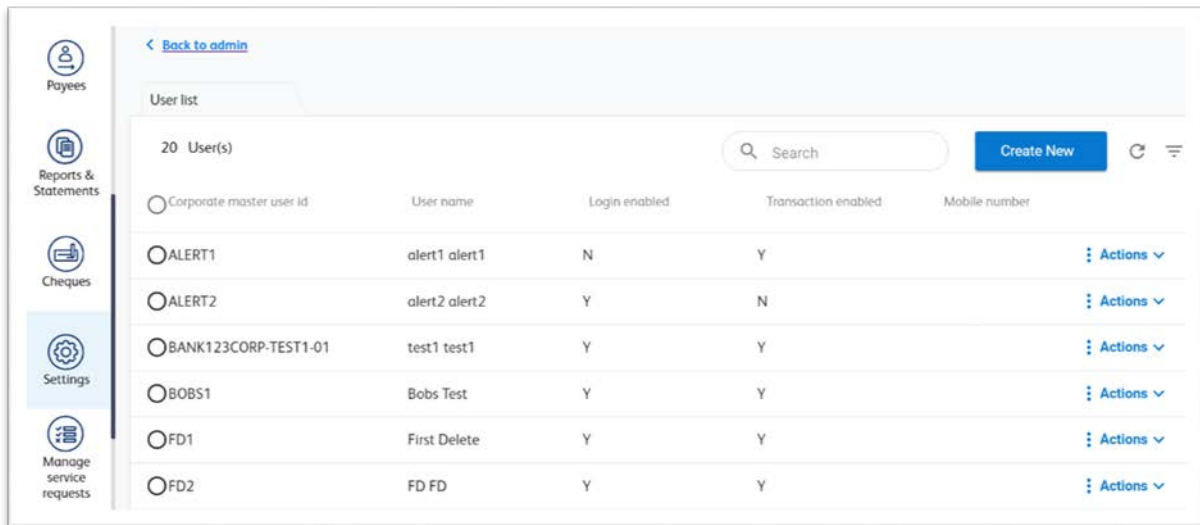 Payees
Reports &
Statements
Cheques
Settings
Manage
service
requests
Back to admin
User list
20 User(s)
Search
Create New
Corporate master user id User name Login enabled Transaction enabled Mobile number
ALERT1 alert1 alert1 N Y Actions
ALERT2 alert2 alert2 Y N Actions
BANK123CORP-TEST1-01 test1 test1 Y Y Actions
BOBS1 Bobs Test Y Y Actions
FD1 First Delete Y Y Actions
FD2 FD FD Y Y Actions